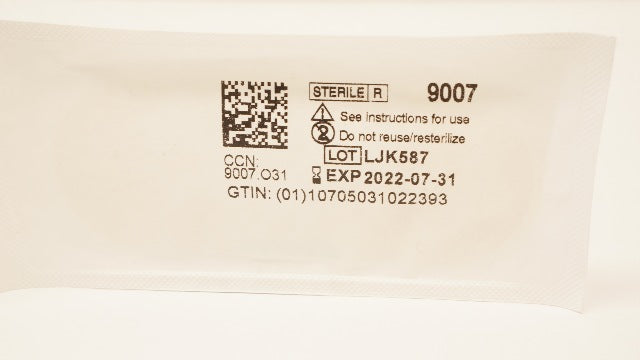 STERILE R 9007
See instructions for use
Do not reuse/resterilize
LOT LJK587
CCN:
9007.O31
EXP 2022-07-31
GTIN: (01)10705031022393